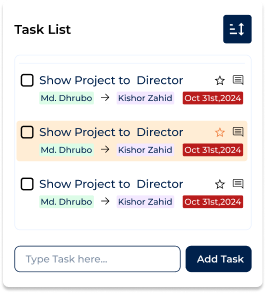 Task List
Show Project to Director
Md. Dhrubo → Kishor Zahid Oct 31st,2024
Show Project to Director
Md. Dhrubo → Kishor Zahid Oct 31st,2024
Show Project to Director
Md. Dhrubo → Kishor Zahid Oct 31st,2024
Type Task here... Add Task